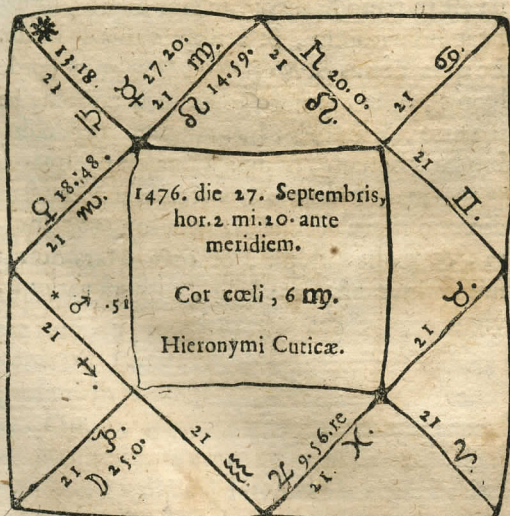 ☀ 13.18.
21 ♎
☿ 27.20.
21 ♍
♌ 14.59.
21 ♏ 20.0.
♌.
21 ♋
♀ 18.48.
21 ♏.
1476. die 27. Septembris,
hor. 2 mi. 20. ante
meridiem.
Cor cœli, 6 ♍.
Hieronymi Cuticæ.
21 ♊.
21 ♉.
* ♂ .51
21 ♐.
21 ♑.
☽ 25.0.
21 ♒
♃ 9.56.re
21 ♓.
21 ♈.